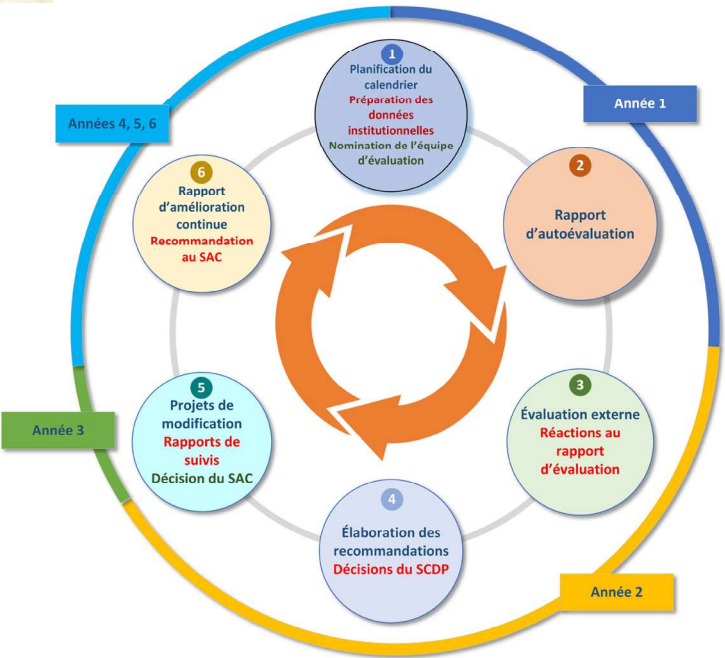 1
Planification du
calendrier
Préparation des
données
institutionnelles
Nomination de l'équipe
d'évaluation
Année 1
2
Rapport
d'autoévaluation
3
Évaluation externe
Réactions au
rapport
d'évaluation
Année 2
4
Élaboration des
recommandations
Décisions du SCDP
5
Projets de
modification
Rapports de
suivis
Décision du SAC
Année 3
6
Rapport
d'amélioration
continue
Recommandation
au SAC
Années 4, 5, 6